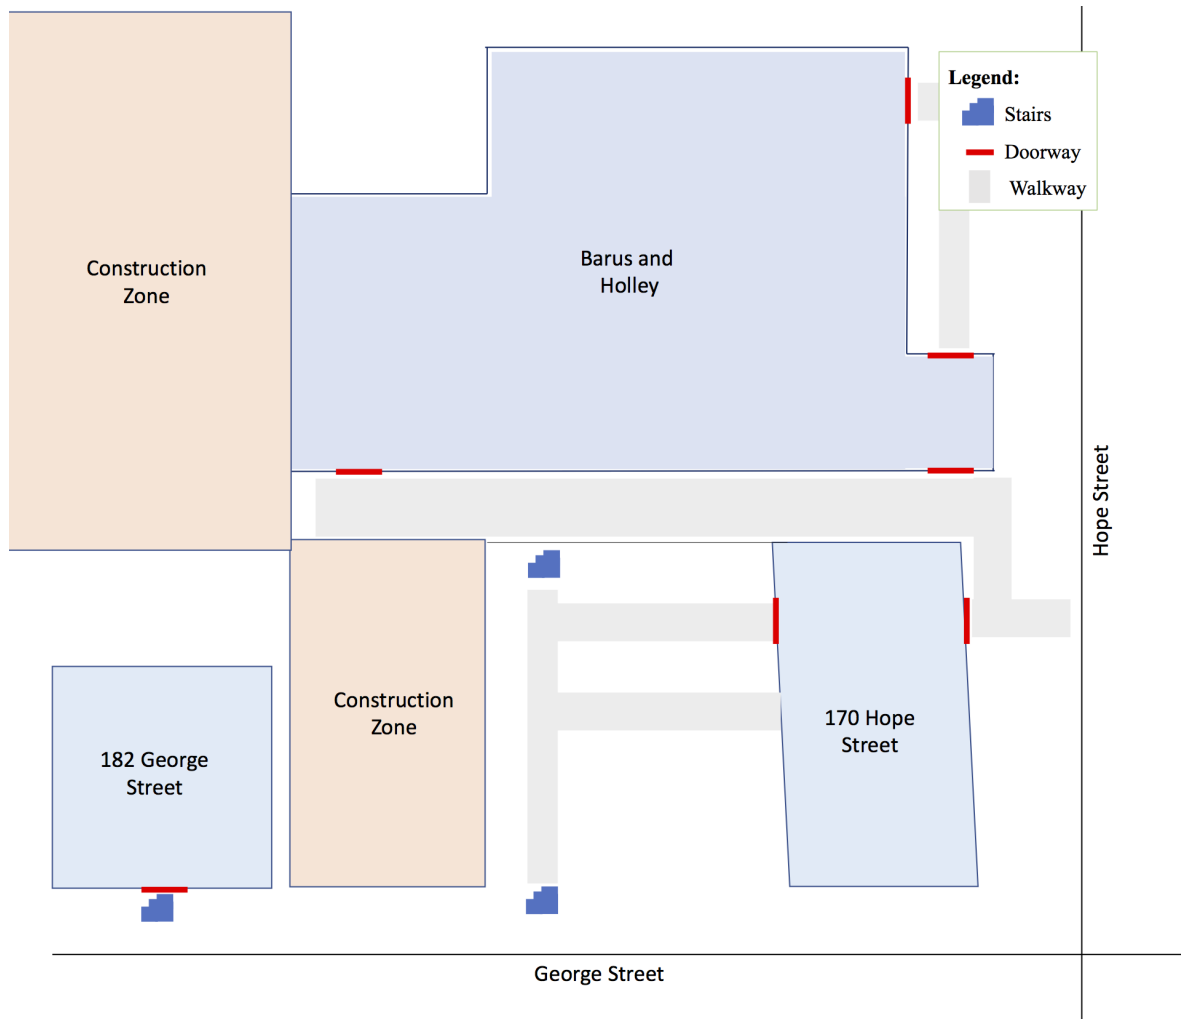 Legend:
Stairs
Doorway
Walkway
Construction
Zone
Barus and
Holley
Hope Street
Construction
Zone
170 Hope
Street
182 George
Street
George Street